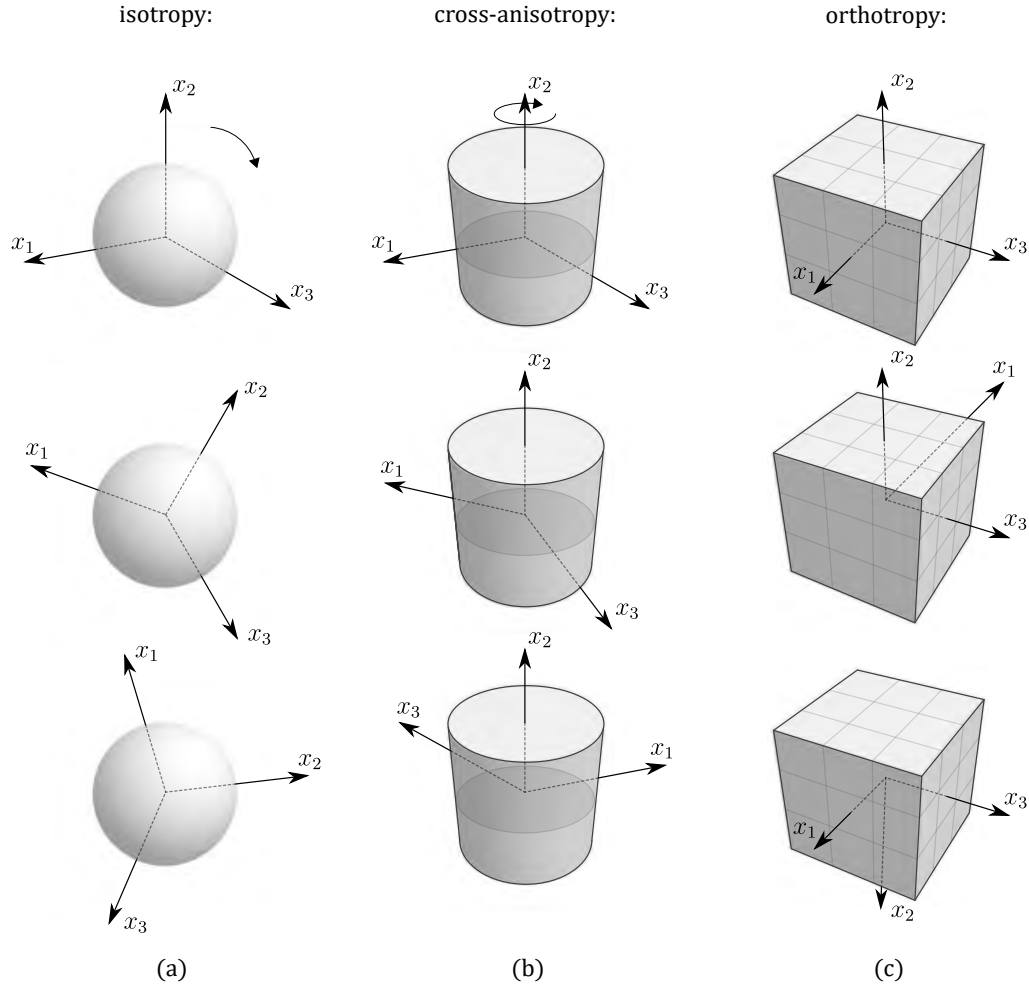 isotropy:
cross-anisotropy:
orthotropy:
x₂
x₂
x₂
x₁
x₃
x₁
x₃
x₁
x₃
x₂
x₁
x₃
x₂
x₁
x₃
x₂
x₁
x₃
x₁
x₂
x₃
x₂
x₃
x₁
x₃
x₁
x₂
(a)
(b)
(c)